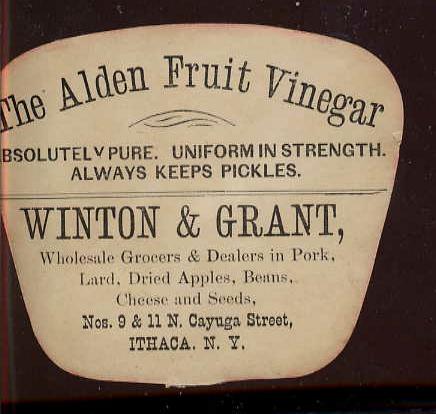 The Alden Fruit Vinegar
ABSOLUTELY PURE. UNIFORM IN STRENGTH.
ALWAYS KEEPS PICKLES.
WINTON & GRANT,
Wholesale Grocers & Dealers in Pork,
Lard, Dried Apples, Beans,
Cheese and Seeds,
Nos. 9 & 11 N. Cayuga Street,
ITHACA. N. Y.